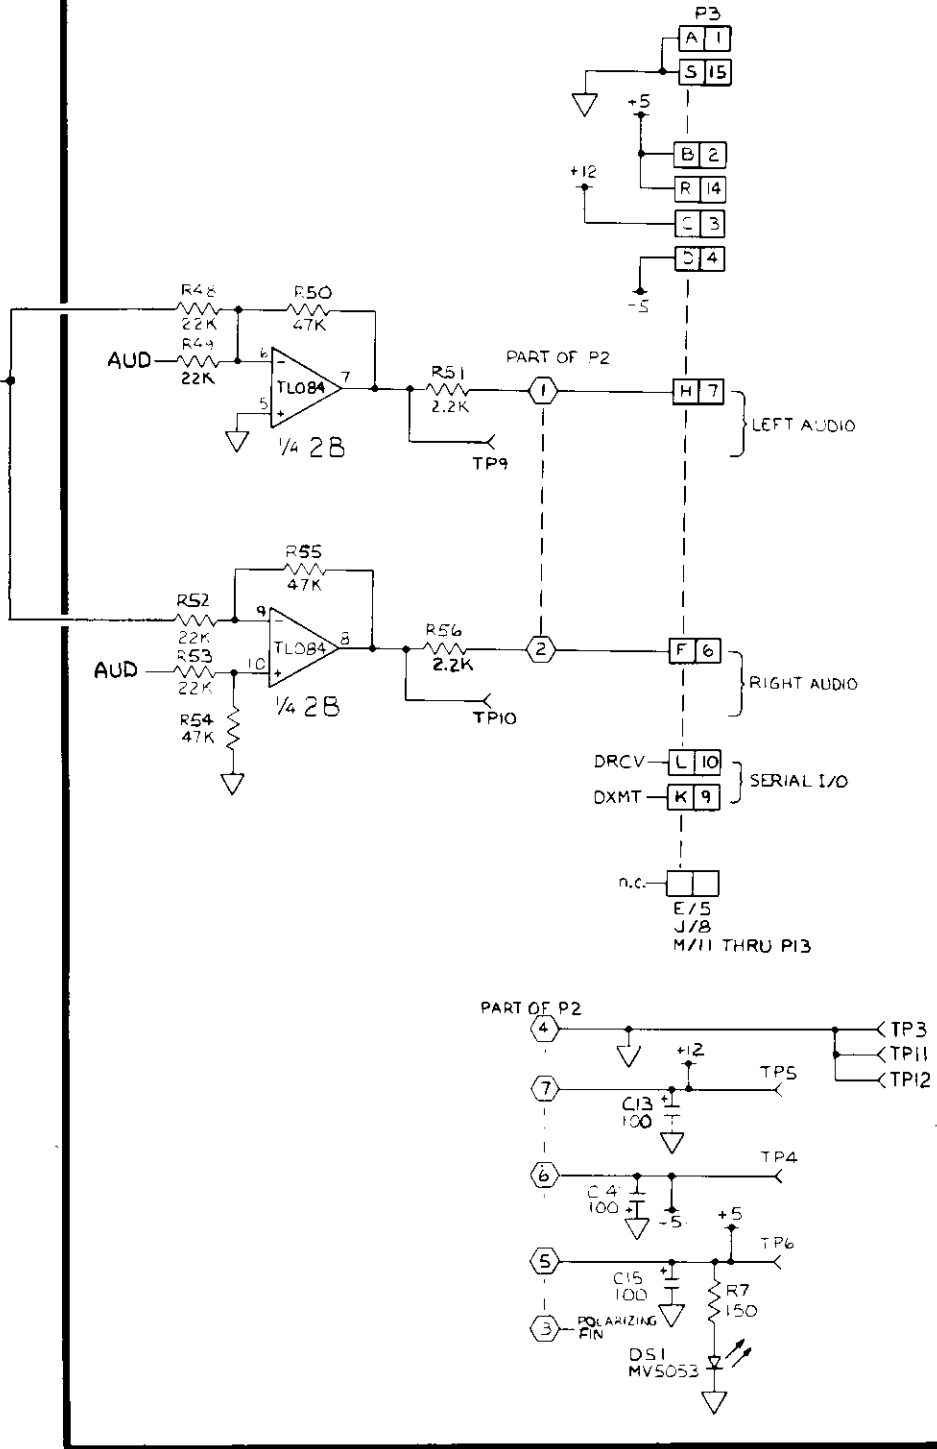 P3
A 1
S 15
+5
B 2
+12
R 14
C 3
D 4
-5
R48
22K
R50
47K
R49
AUD
22K
6
-
TL084
7
5
+
1/4 2B
R51
2.2K
PART OF P2
1
H 7
LEFT AUDIO
TP9
R55
47K
R52
22K
9
-
TL084
8
R53
AUD
22K
10
+
1/4 2B
R54
47K
R56
2.2K
2
F 6
RIGHT AUDIO
TP10
DRCV
L 10
SERIAL I/O
DXMT
K 9
n.c.
E/5
J/8
M/11 THRU P13
PART OF P2
4
TP3
TP11
TP12
+12
7
TP5
C13
100
+
6
TP4
C14
100
+
-5
+5
5
TP6
C15
100
+
R7
150
3
POLARIZING
PIN
DS1
MV5053